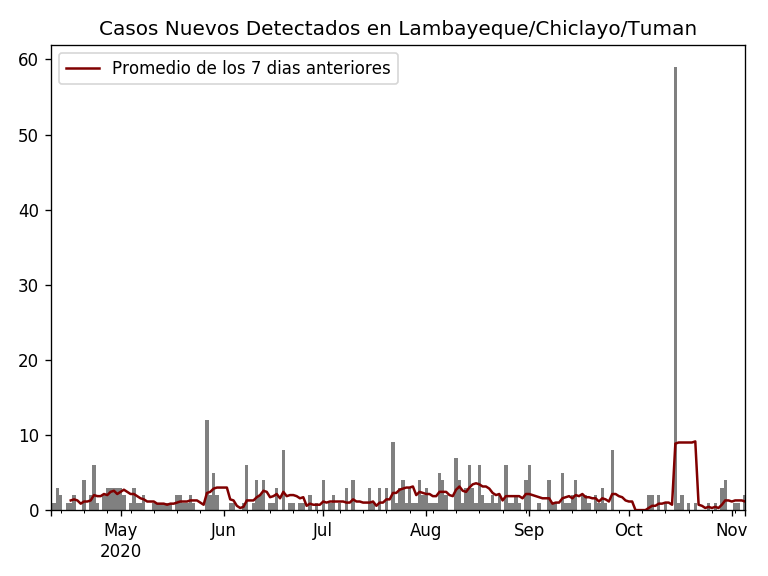 Casos Nuevos Detectados en Lambayeque/Chiclayo/Tuman
Promedio de los 7 dias anteriores
60
50
40
30
20
10
0
May Jun Jul Aug Sep Oct Nov
2020